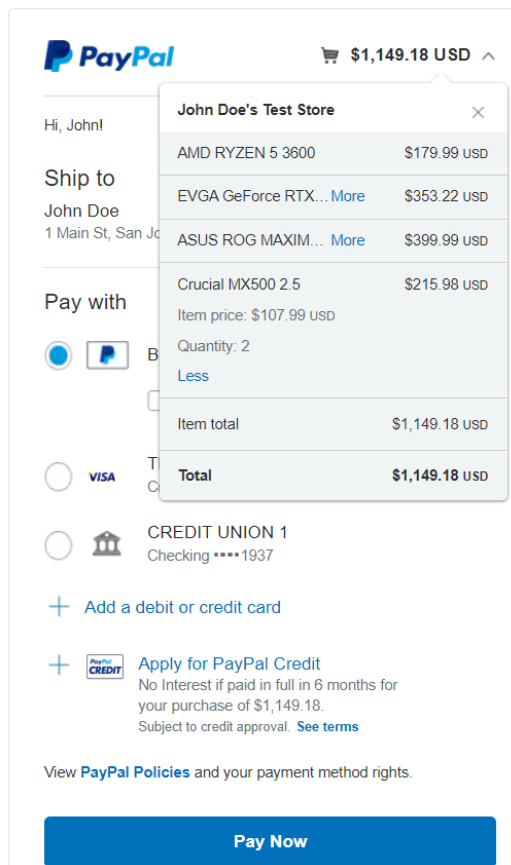 PayPal
$1,149.18 USD
John Doe's Test Store
AMD RYZEN 5 3600 $179.99 USD
EVGA GeForce RTX... More $353.22 USD
ASUS ROG MAXIM... More $399.99 USD
Crucial MX500 2.5 $215.98 USD
Item price: $107.99 USD
Quantity: 2
Less
Item total $1,149.18 USD
Total $1,149.18 USD
Hi, John!
Ship to
John Doe
1 Main St, San
Pay with
VISA
CREDIT UNION 1
Checking ••••1937
Add a debit or credit card
PayPal
CREDIT
Apply for PayPal Credit
No Interest if paid in full in 6 months for
your purchase of $1,149.18.
Subject to credit approval. See terms
View PayPal Policies and your payment method rights.
Pay Now